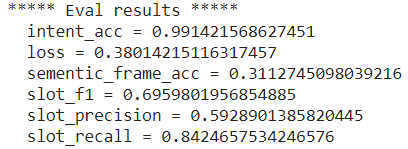 ***** Eval results *****
intent_acc = 0.991421568627451
loss = 0.38014215116317457
sementic_frame_acc = 0.3112745098039216
slot_f1 = 0.6959801956854885
slot_precision = 0.5928901385820445
slot_recall = 0.8424657534246576